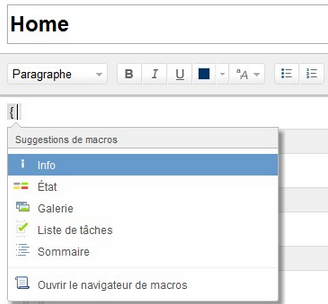 Home
Paragraphe B I U A
{
Suggestions de macros
Info
État
Galerie
Liste de tâches
Sommaire
Ouvrir le navigateur de macros